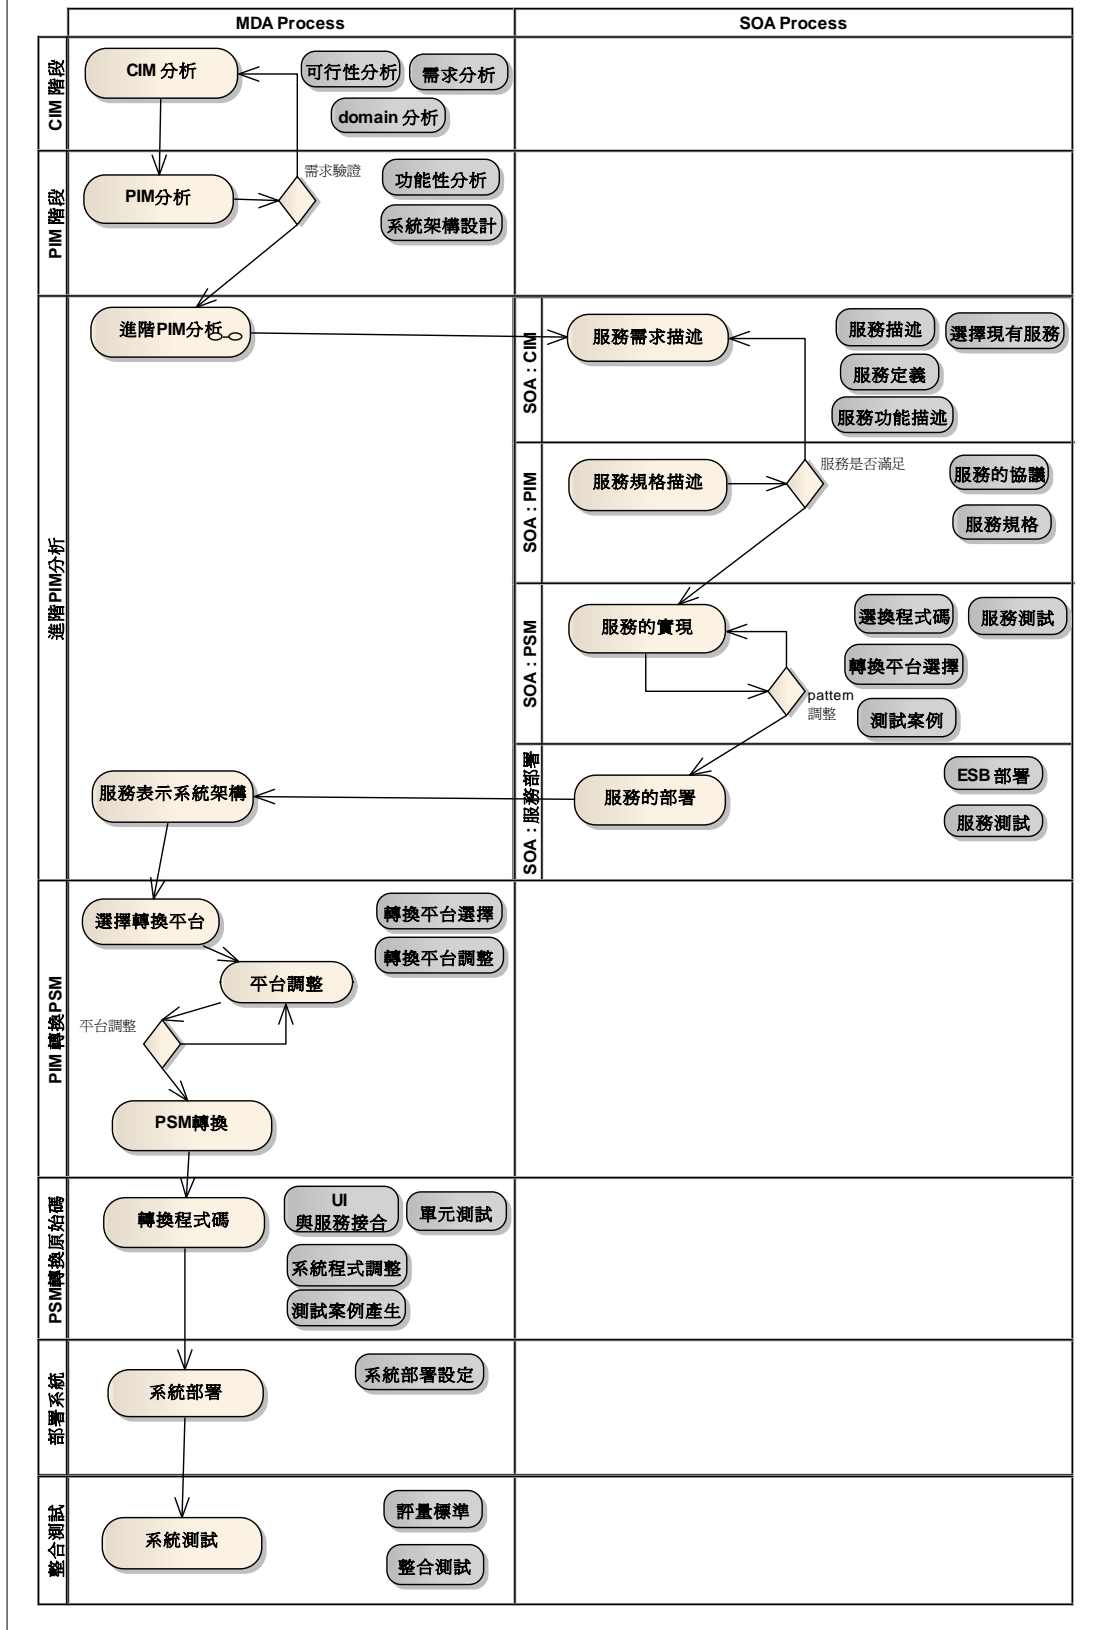 MDA Process
SOA Process
CIM 階段
CIM 分析
可行性分析
需求分析
domain 分析
PIM 階段
PIM分析
需求驗證
功能性分析
系統架構設計
進階PIM分析
進階PIM分析
SOA : CIM
服務需求描述
服務描述
選擇現有服務
服務定義
服務功能描述
SOA : PIM
服務規格描述
服務是否滿足
服務的協議
服務規格
SOA : PSM
服務的實現
pattern
調整
選換程式碼
服務測試
轉換平台選擇
測試案例
SOA : 服務部署
服務的部署
ESB 部署
服務測試
服務表示系統架構
PIM 轉換PSM
選擇轉換平台
轉換平台選擇
轉換平台調整
平台調整
平台調整
PSM轉換
PSM轉換原始碼
轉換程式碼
UI
與服務接合
單元測試
系統程式調整
測試案例產生
部署系統
系統部署
系統部署設定
整合測試
系統測試
評量標準
整合測試